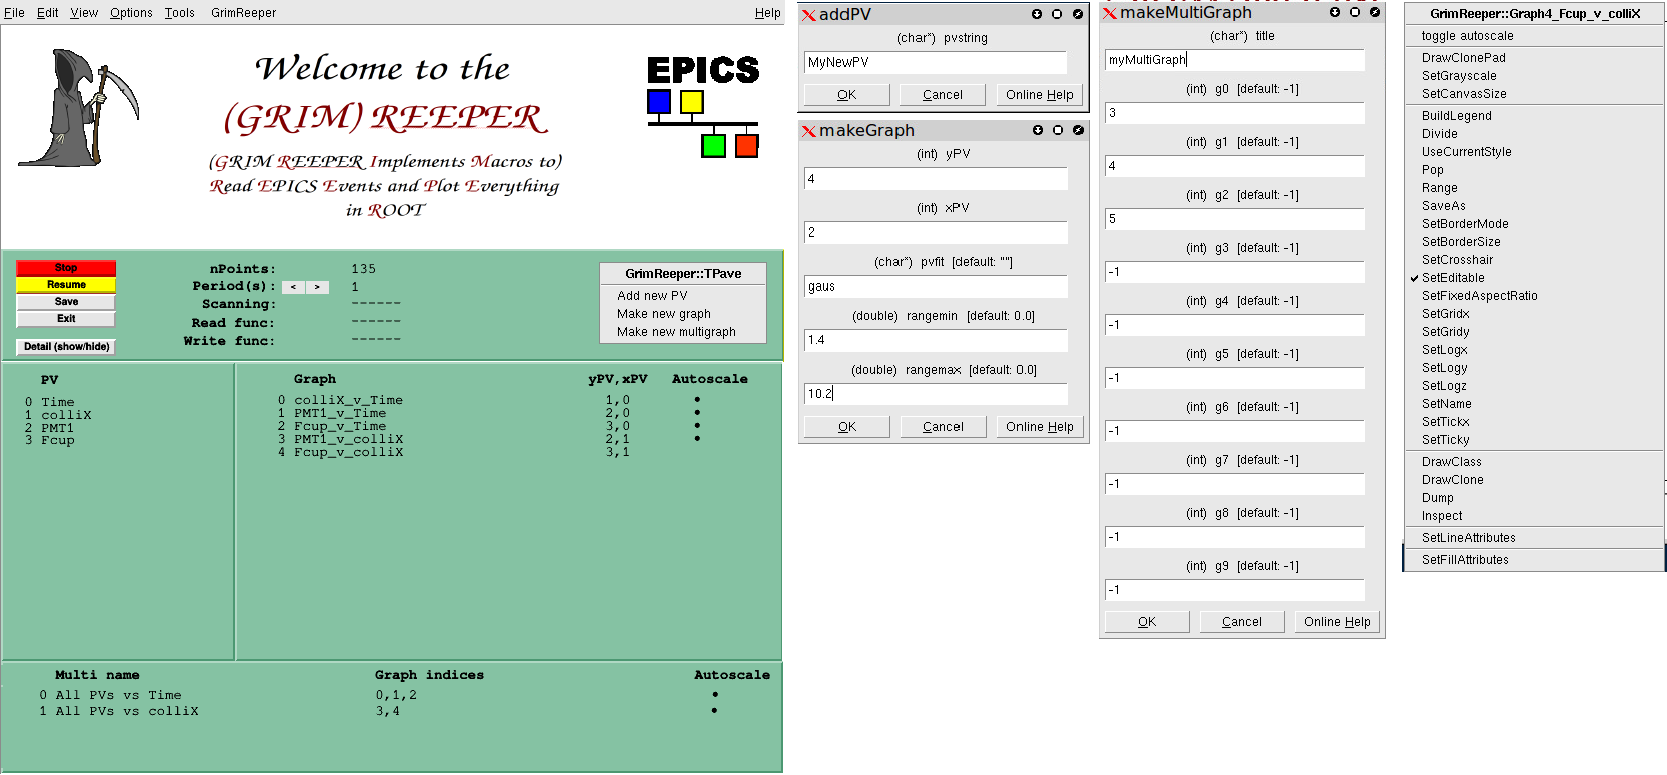 File Edit View Options Tools GrimReeper Help
Welcome to the
(GRIM) REEPER
(GRIM REEPER Implements Macros to)
Read EPICS Events and Plot Everything
in ROOT
EPICS
Stop
Resume
Save
Exit
Detail (show/hide)
nPoints: 135
Period(s): < > 1
Scanning: ------
Read func: ------
Write func: ------
GrimReeper::TPave
Add new PV
Make new graph
Make new multigraph
PV
0 Time
1 colliX
2 PMT1
3 Fcup
Graph yPV,xPV Autoscale
0 colliX_v_Time 1,0 •
1 PMT1_v_Time 2,0 •
2 Fcup_v_Time 3,0 •
3 PMT1_v_colliX 2,1 •
4 Fcup_v_colliX 3,1
Multi name Graph indices Autoscale
0 All PVs vs Time 0,1,2 •
1 All PVs vs colliX 3,4 •
addPV
(char*) pvstring
MyNewPV
OK Cancel Online Help
makeGraph
(int) yPV
4
(int) xPV
2
(char*) pvfit [default: ""]
gaus
(double) rangemin [default: 0.0]
1.4
(double) rangemax [default: 0.0]
10.2
OK Cancel Online Help
makeMultiGraph
(char*) title
myMultiGraph
(int) g0 [default: -1]
3
(int) g1 [default: -1]
4
(int) g2 [default: -1]
5
(int) g3 [default: -1]
-1
(int) g4 [default: -1]
-1
(int) g5 [default: -1]
-1
(int) g6 [default: -1]
-1
(int) g7 [default: -1]
-1
(int) g8 [default: -1]
-1
(int) g9 [default: -1]
-1
OK Cancel Online Help
GrimReeper::Graph4_Fcup_v_colliX
toggle autoscale
DrawClonePad
SetGrayscale
SetCanvasSize
BuildLegend
Divide
UseCurrentStyle
Pop
Range
SaveAs
SetBorderMode
SetBorderSize
SetCrosshair
✔ SetEditable
SetFixedAspectRatio
SetGridx
SetGridy
SetLogx
SetLogy
SetLogz
SetName
SetTickx
SetTicky
DrawClass
DrawClone
Dump
Inspect
SetLineAttributes
SetFillAttributes